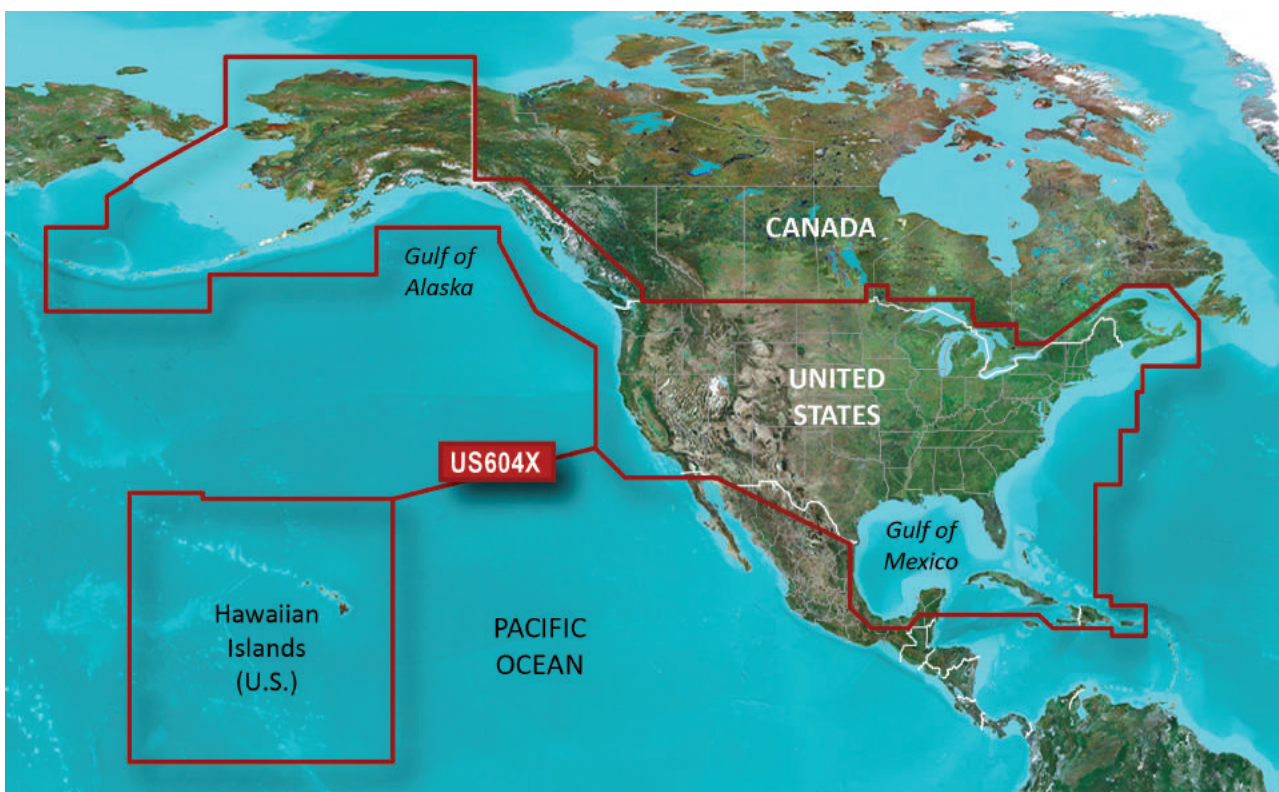 CANADA
Gulf of
Alaska
UNITED
STATES
US604X
Gulf of
Mexico
Hawaiian
Islands
(U.S.)
PACIFIC
OCEAN